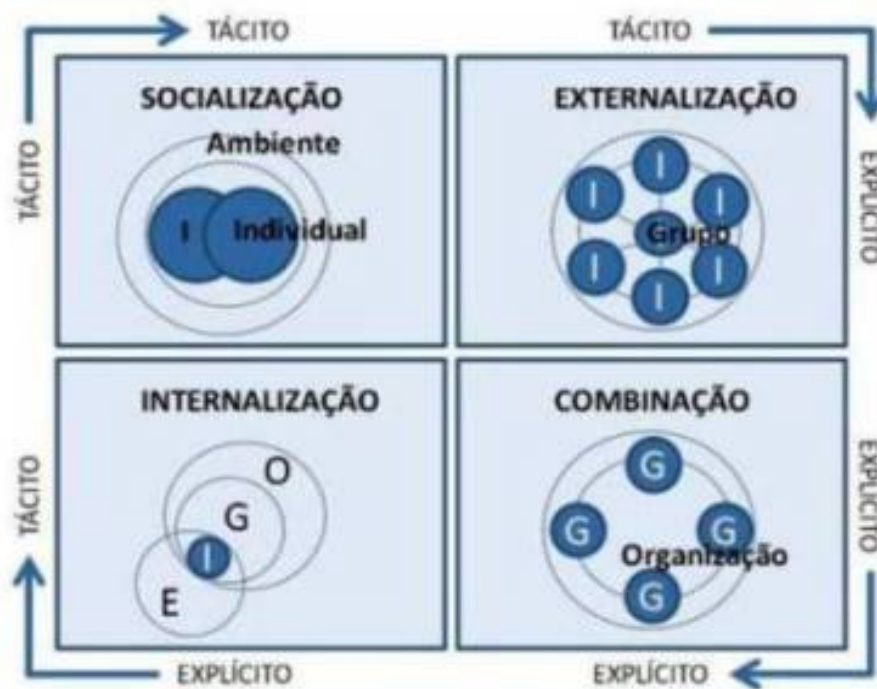 TÁCITO
TÁCITO
TÁCITO
SOCIALIZAÇÃO
Ambiente
I
Individual
EXTERNALIZAÇÃO
I
I
I
Grupo
I
I
I
EXPLÍCITO
TÁCITO
INTERNALIZAÇÃO
O
G
I
E
COMBINAÇÃO
G
G
G
Organização
G
EXPLÍCITO
EXPLÍCITO
EXPLÍCITO